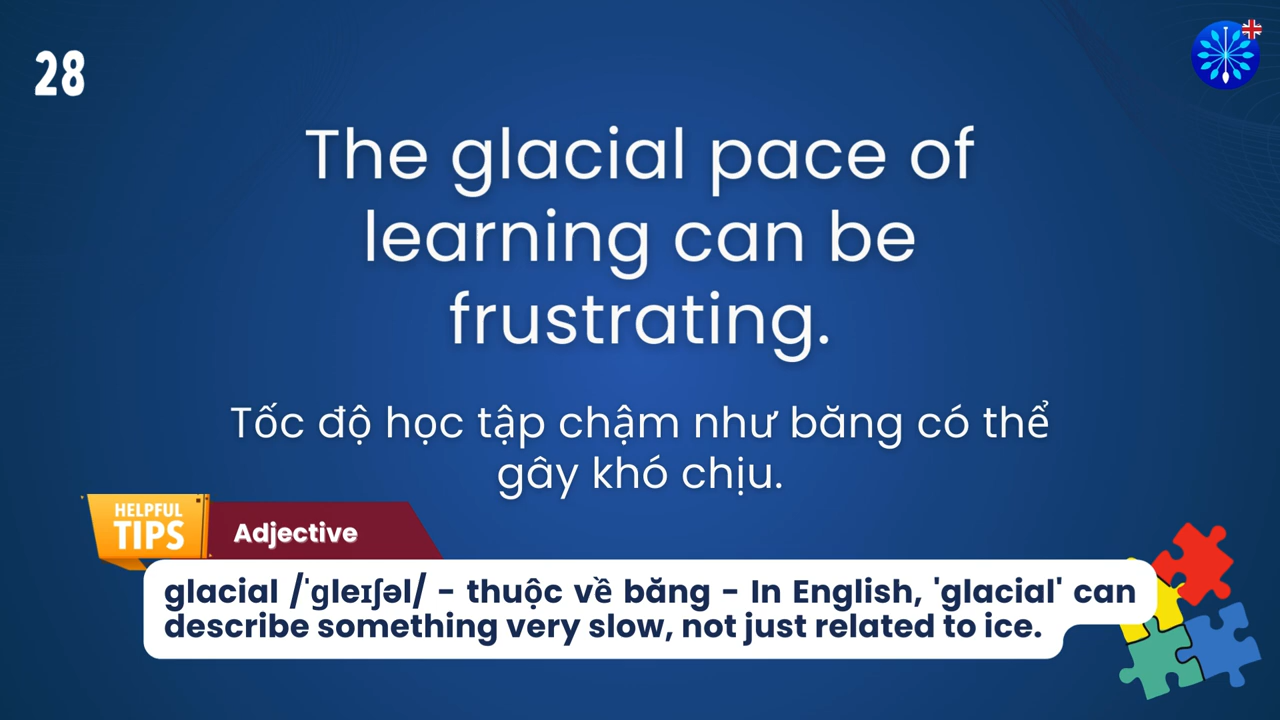 28
The glacial pace of
learning can be
frustrating.
Tốc độ học tập chậm như băng có thể
gây khó chịu.
HELPFUL
TIPS
Adjective
glacial /ˈɡleɪʃəl/ - thuộc về băng - In English, 'glacial' can
describe something very slow, not just related to ice.